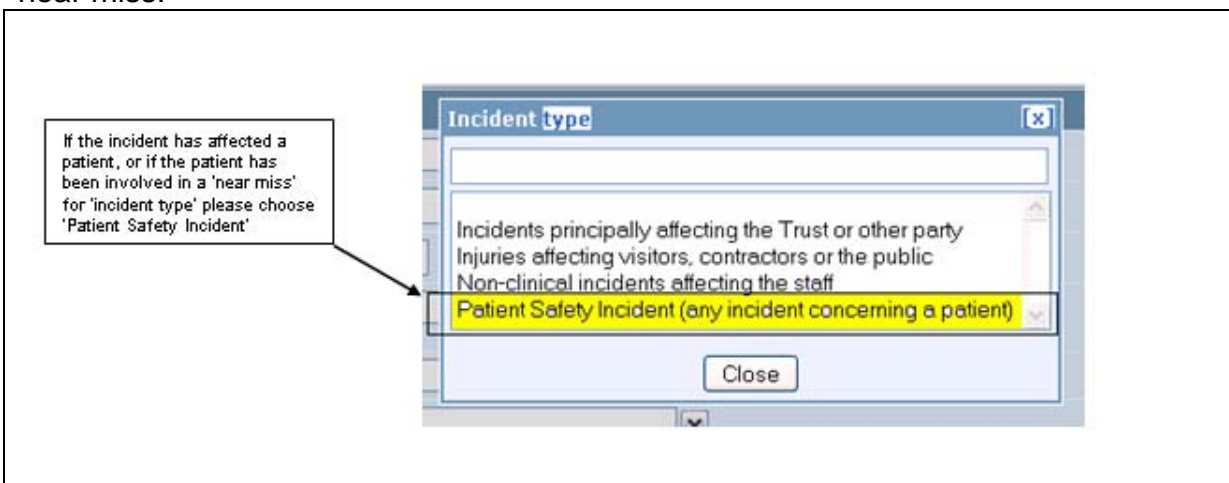 near miss.
Incident type [x]
If the incident has affected a
patient, or if the patient has
been involved in a 'near miss'
for 'incident type' please choose
'Patient Safety Incident'
Incidents principally affecting the Trust or other party
Injuries affecting visitors, contractors or the public
Non-clinical incidents affecting the staff
Patient Safety Incident (any incident concerning a patient)
Close